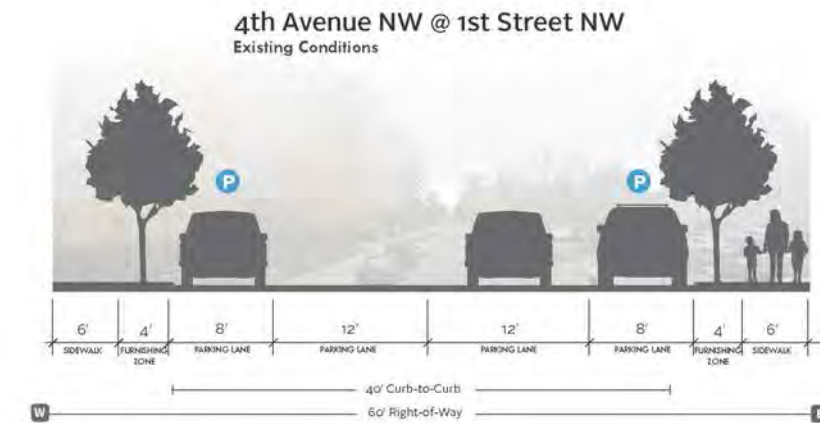 4th Avenue NW @ 1st Street NW
Existing Conditions
P P
6' 4' 8' 12' 12' 8' 4' 6'
SIDEWALK FURNISHING ZONE PARKING LANE PARKING LANE PARKING LANE PARKING LANE FURNISHING ZONE SIDEWALK
40' Curb-to-Curb
W 60' Right-of-Way